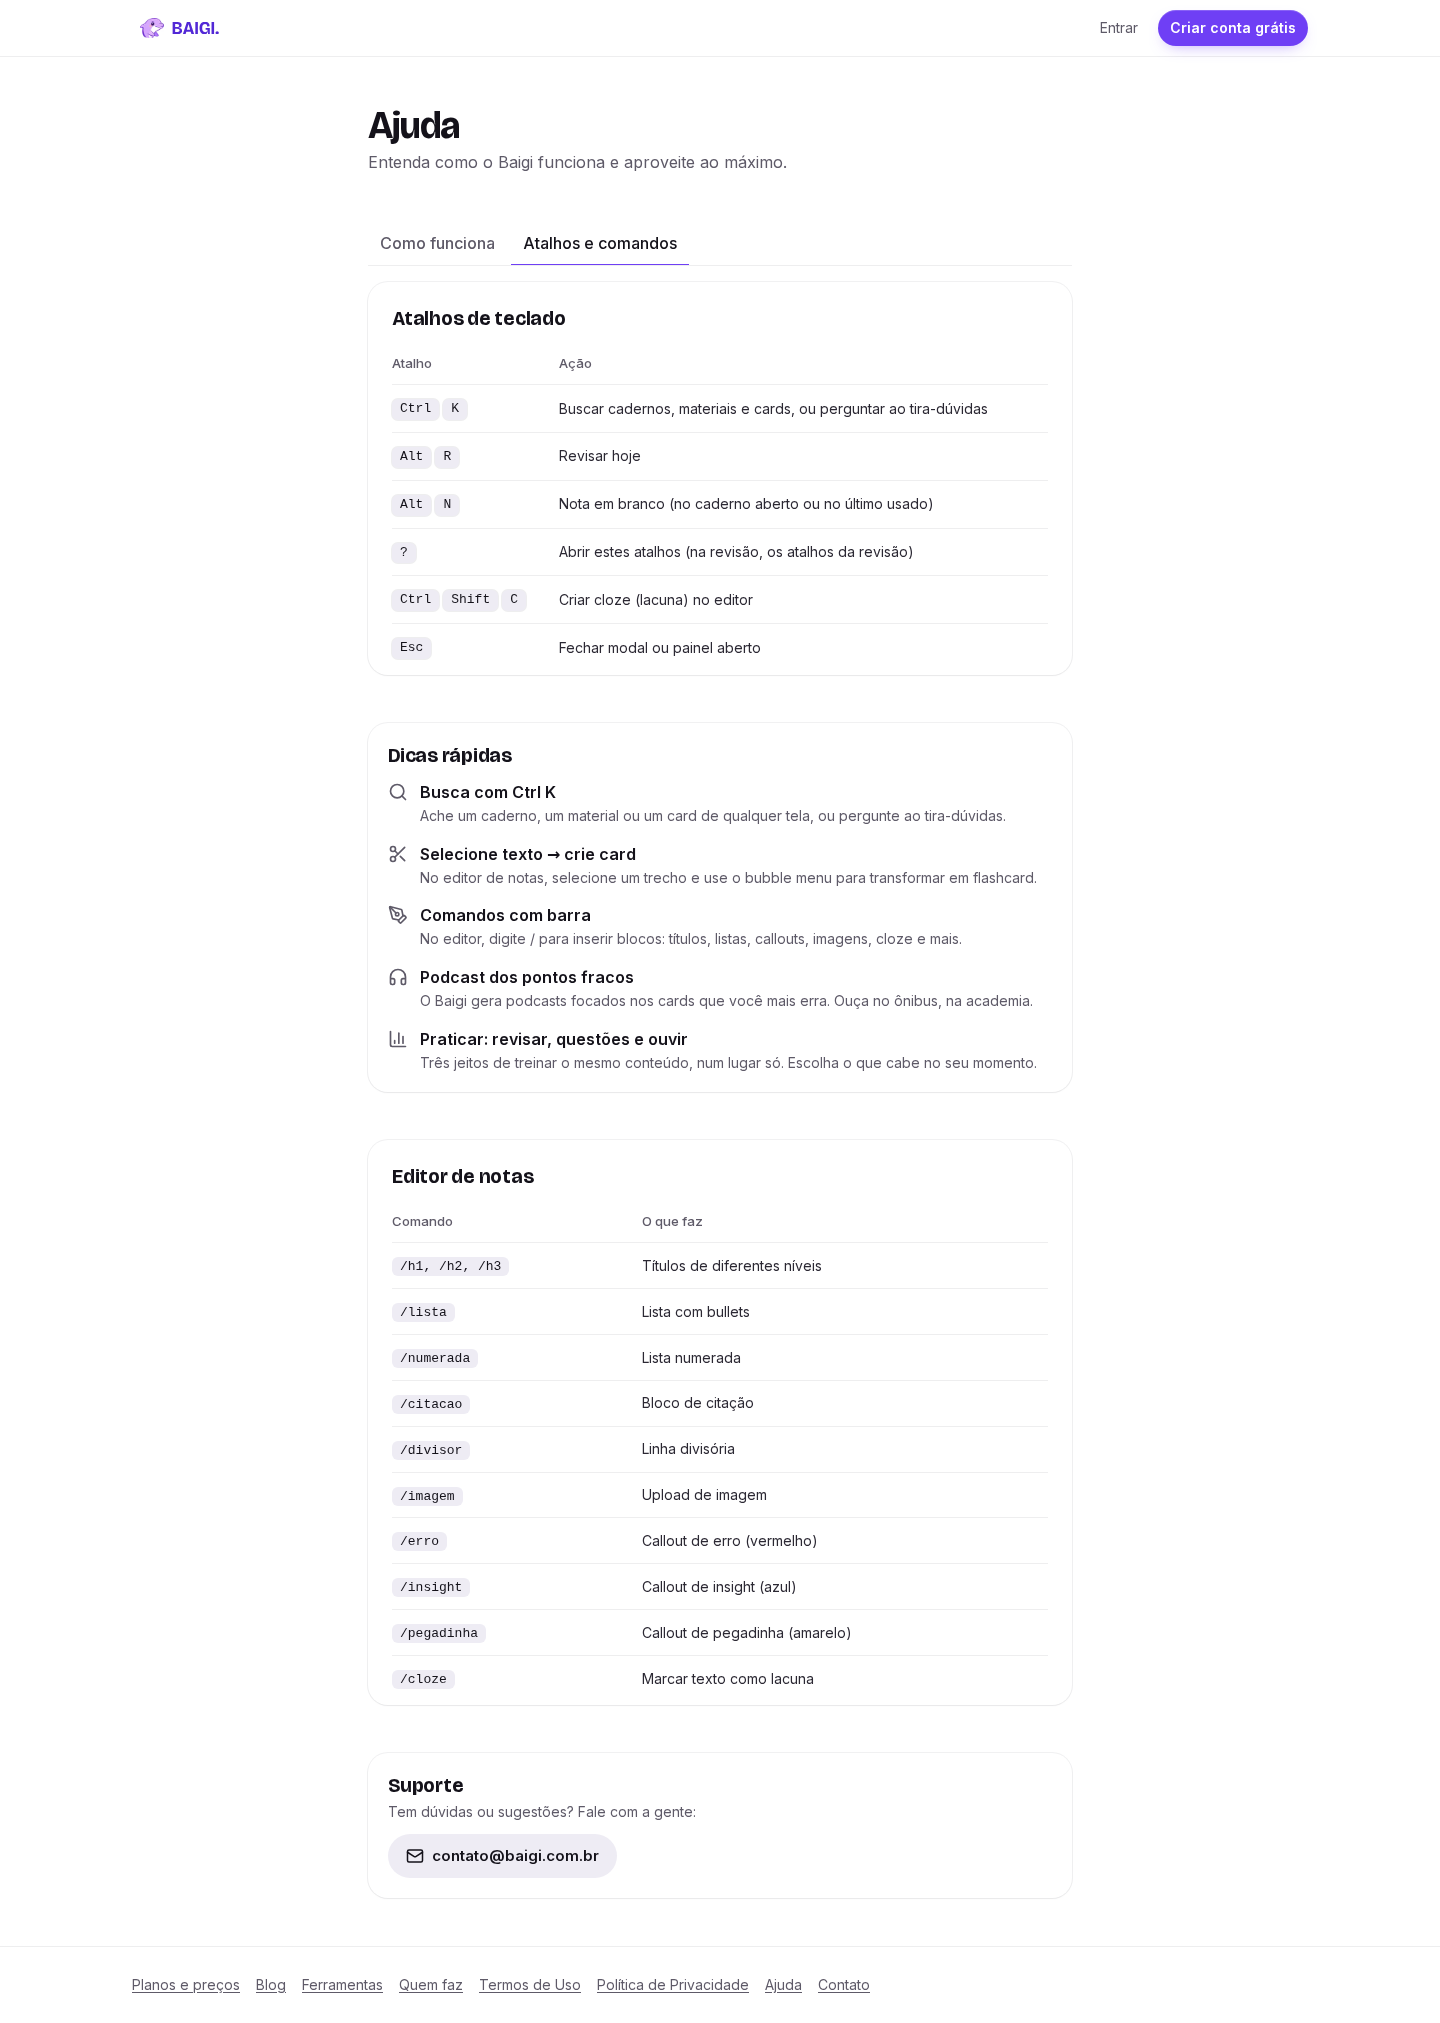 BAIGI.
Entrar
Criar conta grátis
Ajuda
Entenda como o Baigi funciona e aproveite ao máximo.
Como funciona
Atalhos e comandos
Atalhos de teclado
Atalho Ação
Ctrl K Buscar cadernos, materiais e cards, ou perguntar ao tira-dúvidas
Alt R Revisar hoje
Alt N Nota em branco (no caderno aberto ou no último usado)
? Abrir estes atalhos (na revisão, os atalhos da revisão)
Ctrl Shift C Criar cloze (lacuna) no editor
Esc Fechar modal ou painel aberto
Dicas rápidas
Busca com Ctrl K
Ache um caderno, um material ou um card de qualquer tela, ou pergunte ao tira-dúvidas.
Selecione texto → crie card
No editor de notas, selecione um trecho e use o bubble menu para transformar em flashcard.
Comandos com barra
No editor, digite / para inserir blocos: títulos, listas, callouts, imagens, cloze e mais.
Podcast dos pontos fracos
O Baigi gera podcasts focados nos cards que você mais erra. Ouça no ônibus, na academia.
Praticar: revisar, questões e ouvir
Três jeitos de treinar o mesmo conteúdo, num lugar só. Escolha o que cabe no seu momento.
Editor de notas
Comando O que faz
/h1, /h2, /h3 Títulos de diferentes níveis
/lista Lista com bullets
/numerada Lista numerada
/citacao Bloco de citação
/divisor Linha divisória
/imagem Upload de imagem
/erro Callout de erro (vermelho)
/insight Callout de insight (azul)
/pegadinha Callout de pegadinha (amarelo)
/cloze Marcar texto como lacuna
Suporte
Tem dúvidas ou sugestões? Fale com a gente:
contato@baigi.com.br
Planos e preços Blog Ferramentas Quem faz Termos de Uso Política de Privacidade Ajuda Contato